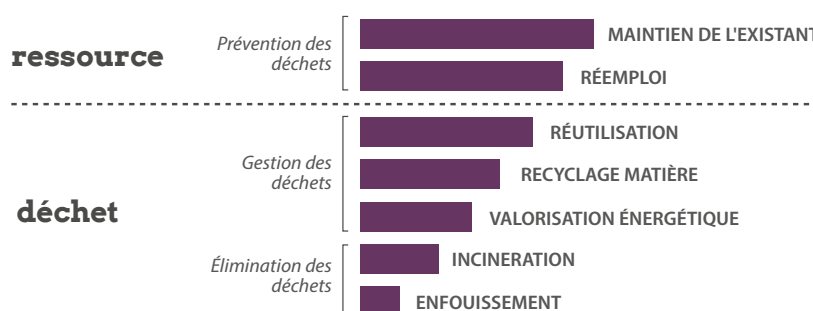 ressource
Prévention des
déchets
MAINTIEN DE L'EXISTANT
RÉEMPLOI
déchet
Gestion des
déchets
RÉUTILISATION
RECYCLAGE MATIÈRE
VALORISATION ÉNERGÉTIQUE
Élimination des
déchets
INCINERATION
ENFOUISSEMENT